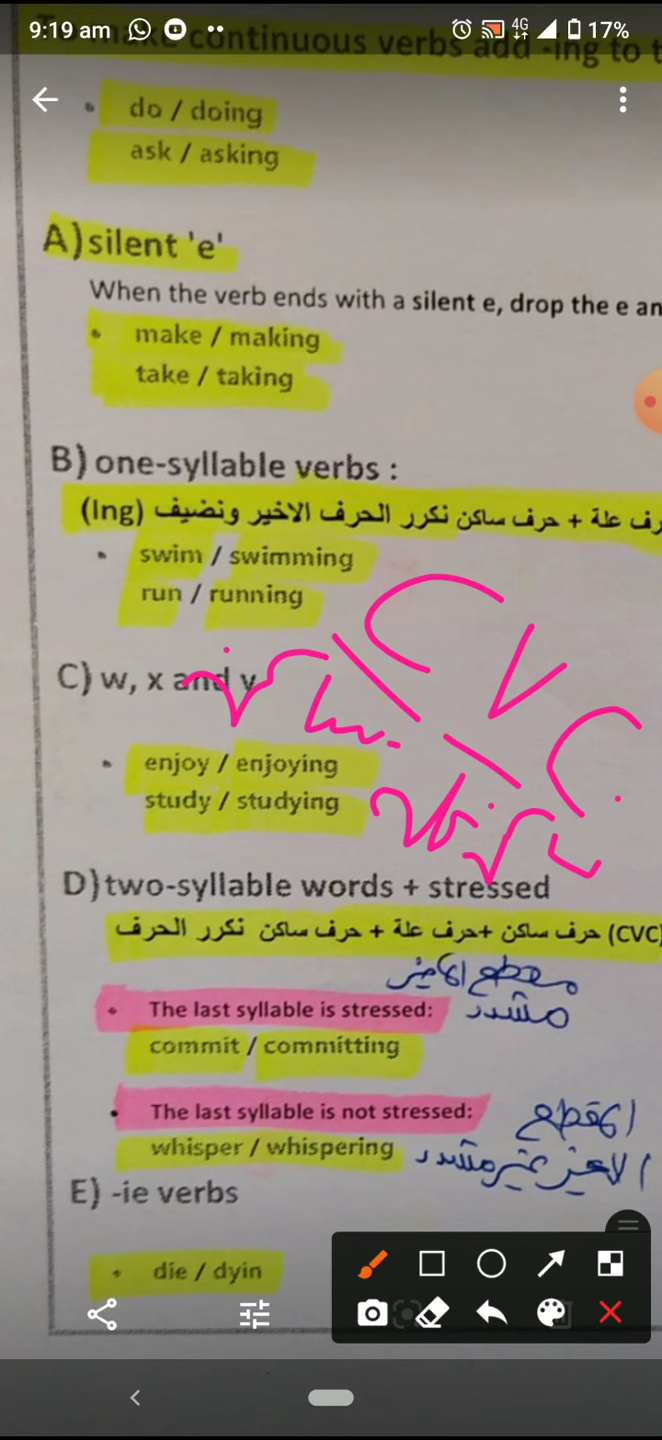 9:19 am
4G
17%
To make continuous verbs add -ing to t
do / doing
ask / asking
A) silent 'e'
When the verb ends with a silent e, drop the e an
make / making
take / taking
B) one-syllable verbs :
رف علة + حرف ساكن نكرر الحرف الاخير ونضيف (Ing)
swim / swimming
run / running
CVC
C) w, x and y
enjoy / enjoying
study / studying
D) two-syllable words + stressed
(CVC) حرف ساكن +حرف علة + حرف ساكن نكرر الحرف
The last syllable is stressed:
مشدد
commit / committing
The last syllable is not stressed:
المقطع
whisper / whispering
الاخير غير مشدد
E) -ie verbs
die / dyin